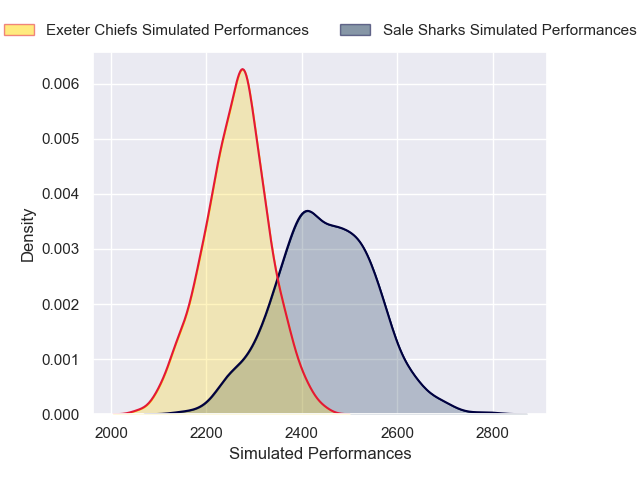 Exeter Chiefs Simulated Performances Sale Sharks Simulated Performances
0.006
0.005
0.004
0.003
0.002
0.001
0.000
Density
2000 2200 2400 2600 2800
Simulated Performances